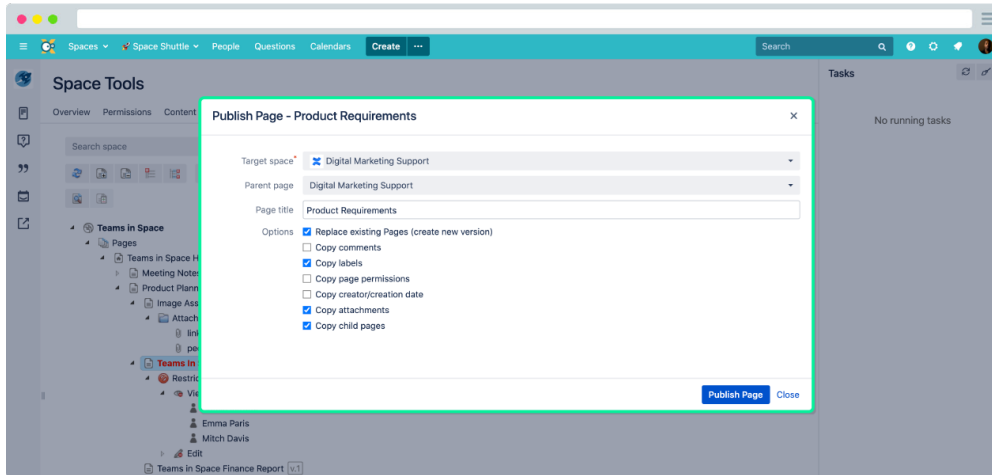 Spaces Space Shuttle People Questions Calendars Create ··· Search
Space Tools
Tasks
Overview Permissions Content
No running tasks
Search space
Teams in Space
Pages
Teams in Space H
Meeting Notes
Product Plann
Image Ass
Attach
link
Teams in
Restric
Vie
Emma Paris
Mitch Davis
Edit
Teams in Space Finance Report v.1
Publish Page - Product Requirements
Target space* Digital Marketing Support
Parent page Digital Marketing Support
Page title Product Requirements
Options Replace existing Pages (create new version)
Copy comments
Copy labels
Copy page permissions
Copy creator/creation date
Copy attachments
Copy child pages
Publish Page Close